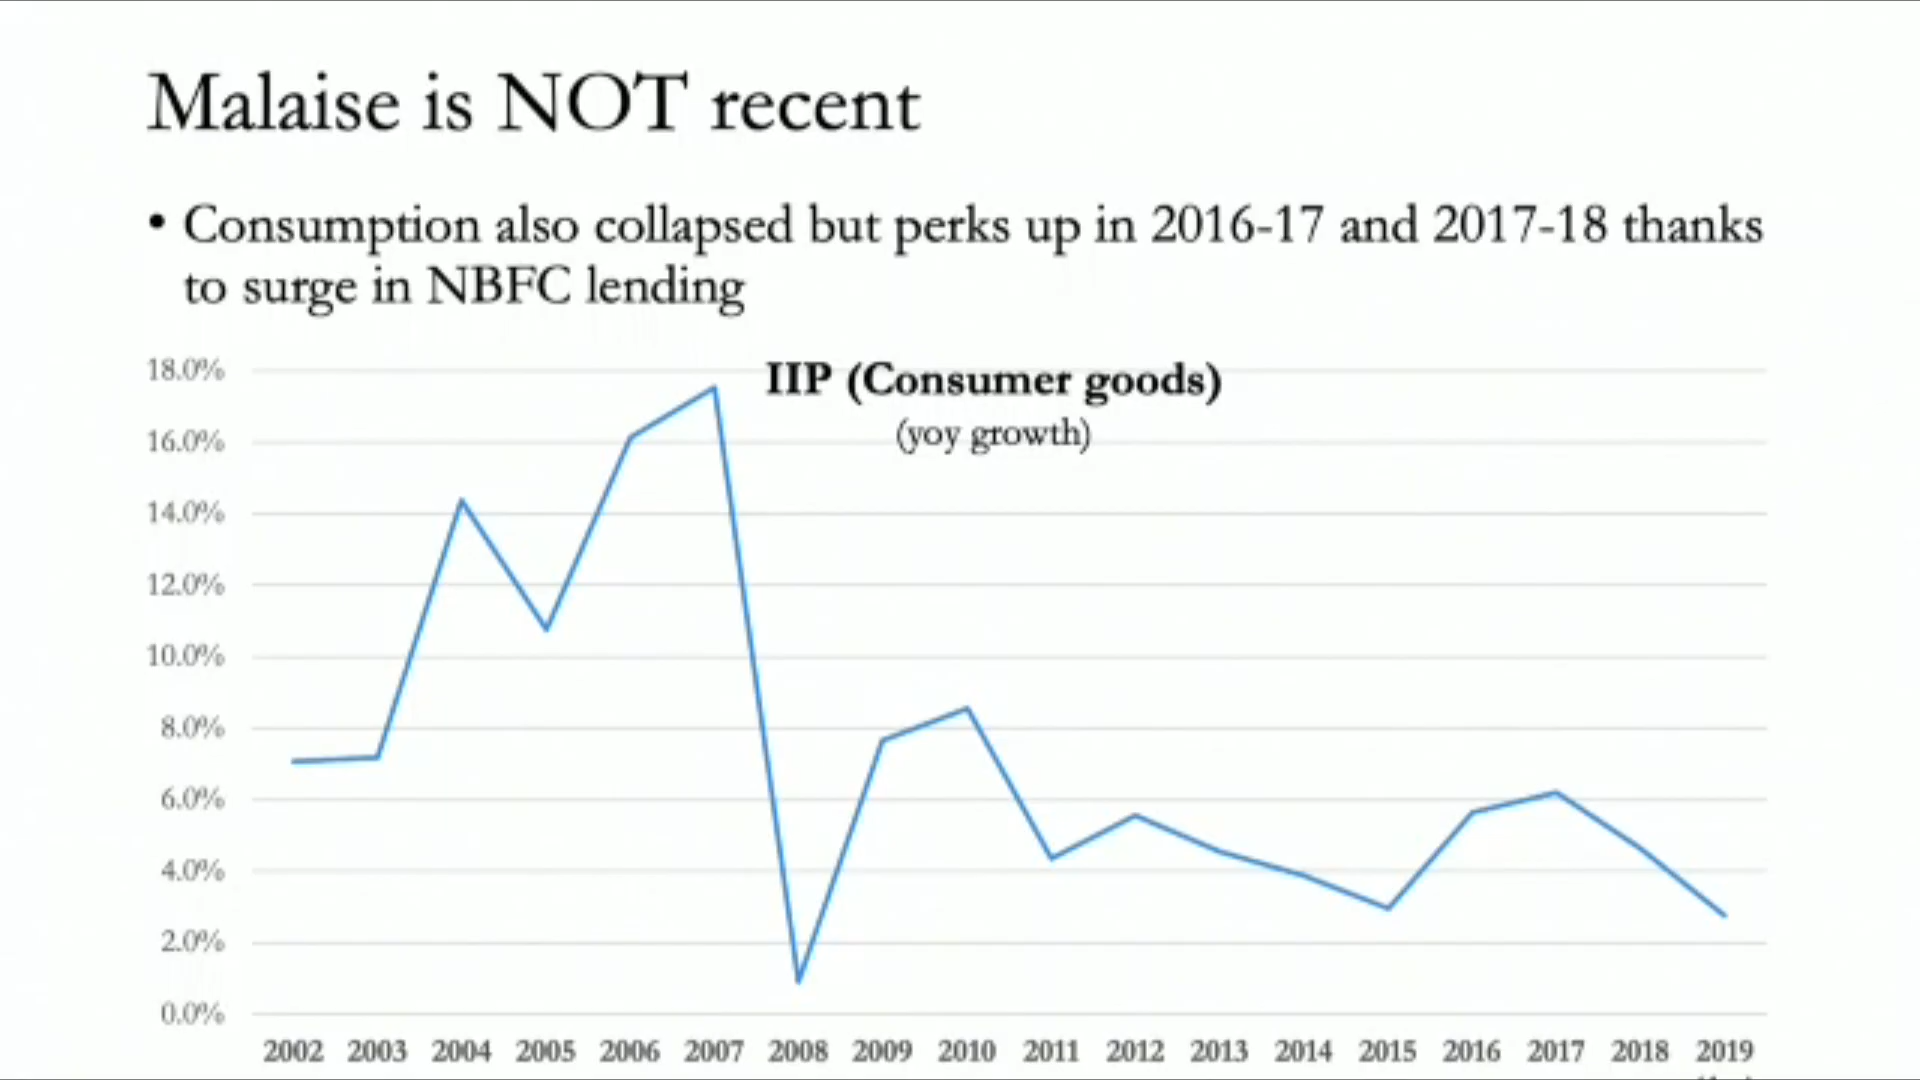 Malaise is NOT recent
• Consumption also collapsed but perks up in 2016-17 and 2017-18 thanks
to surge in NBFC lending
IIP (Consumer goods)
(yoy growth)
18.0%
16.0%
14.0%
12.0%
10.0%
8.0%
6.0%
4.0%
2.0%
0.0%
2002 2003 2004 2005 2006 2007 2008 2009 2010 2011 2012 2013 2014 2015 2016 2017 2018 2019